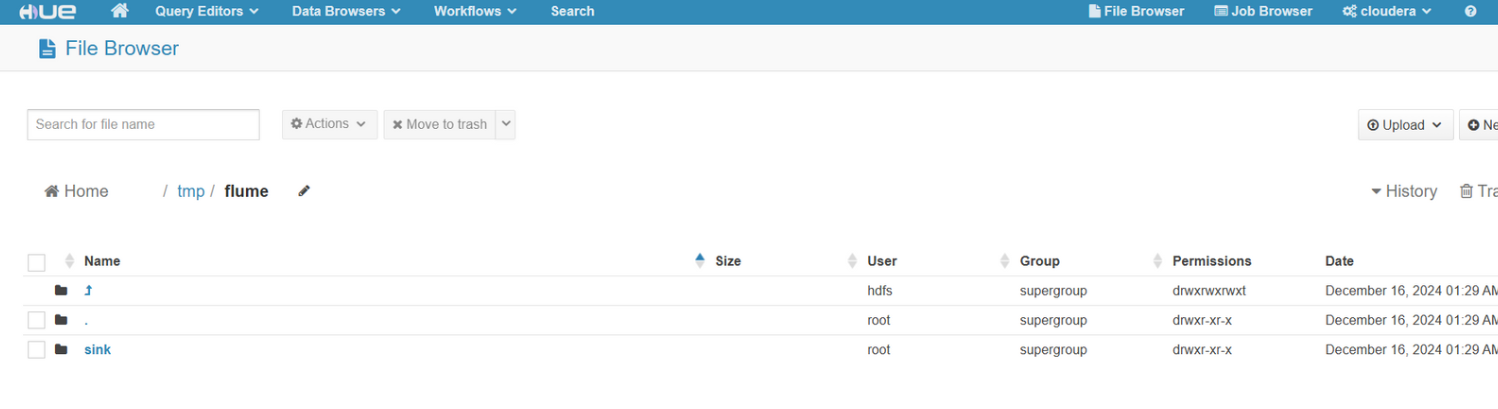 HUE Query Editors Data Browsers Workflows Search File Browser Job Browser cloudera
File Browser
Search for file name Actions Move to trash Upload Ne
Home / tmp / flume History Tra
Name Size User Group Permissions Date
hdfs supergroup drwxrwxrwxt December 16, 2024 01:29 AM
. root supergroup drwxr-xr-x December 16, 2024 01:29 AM
sink root supergroup drwxr-xr-x December 16, 2024 01:29 AM